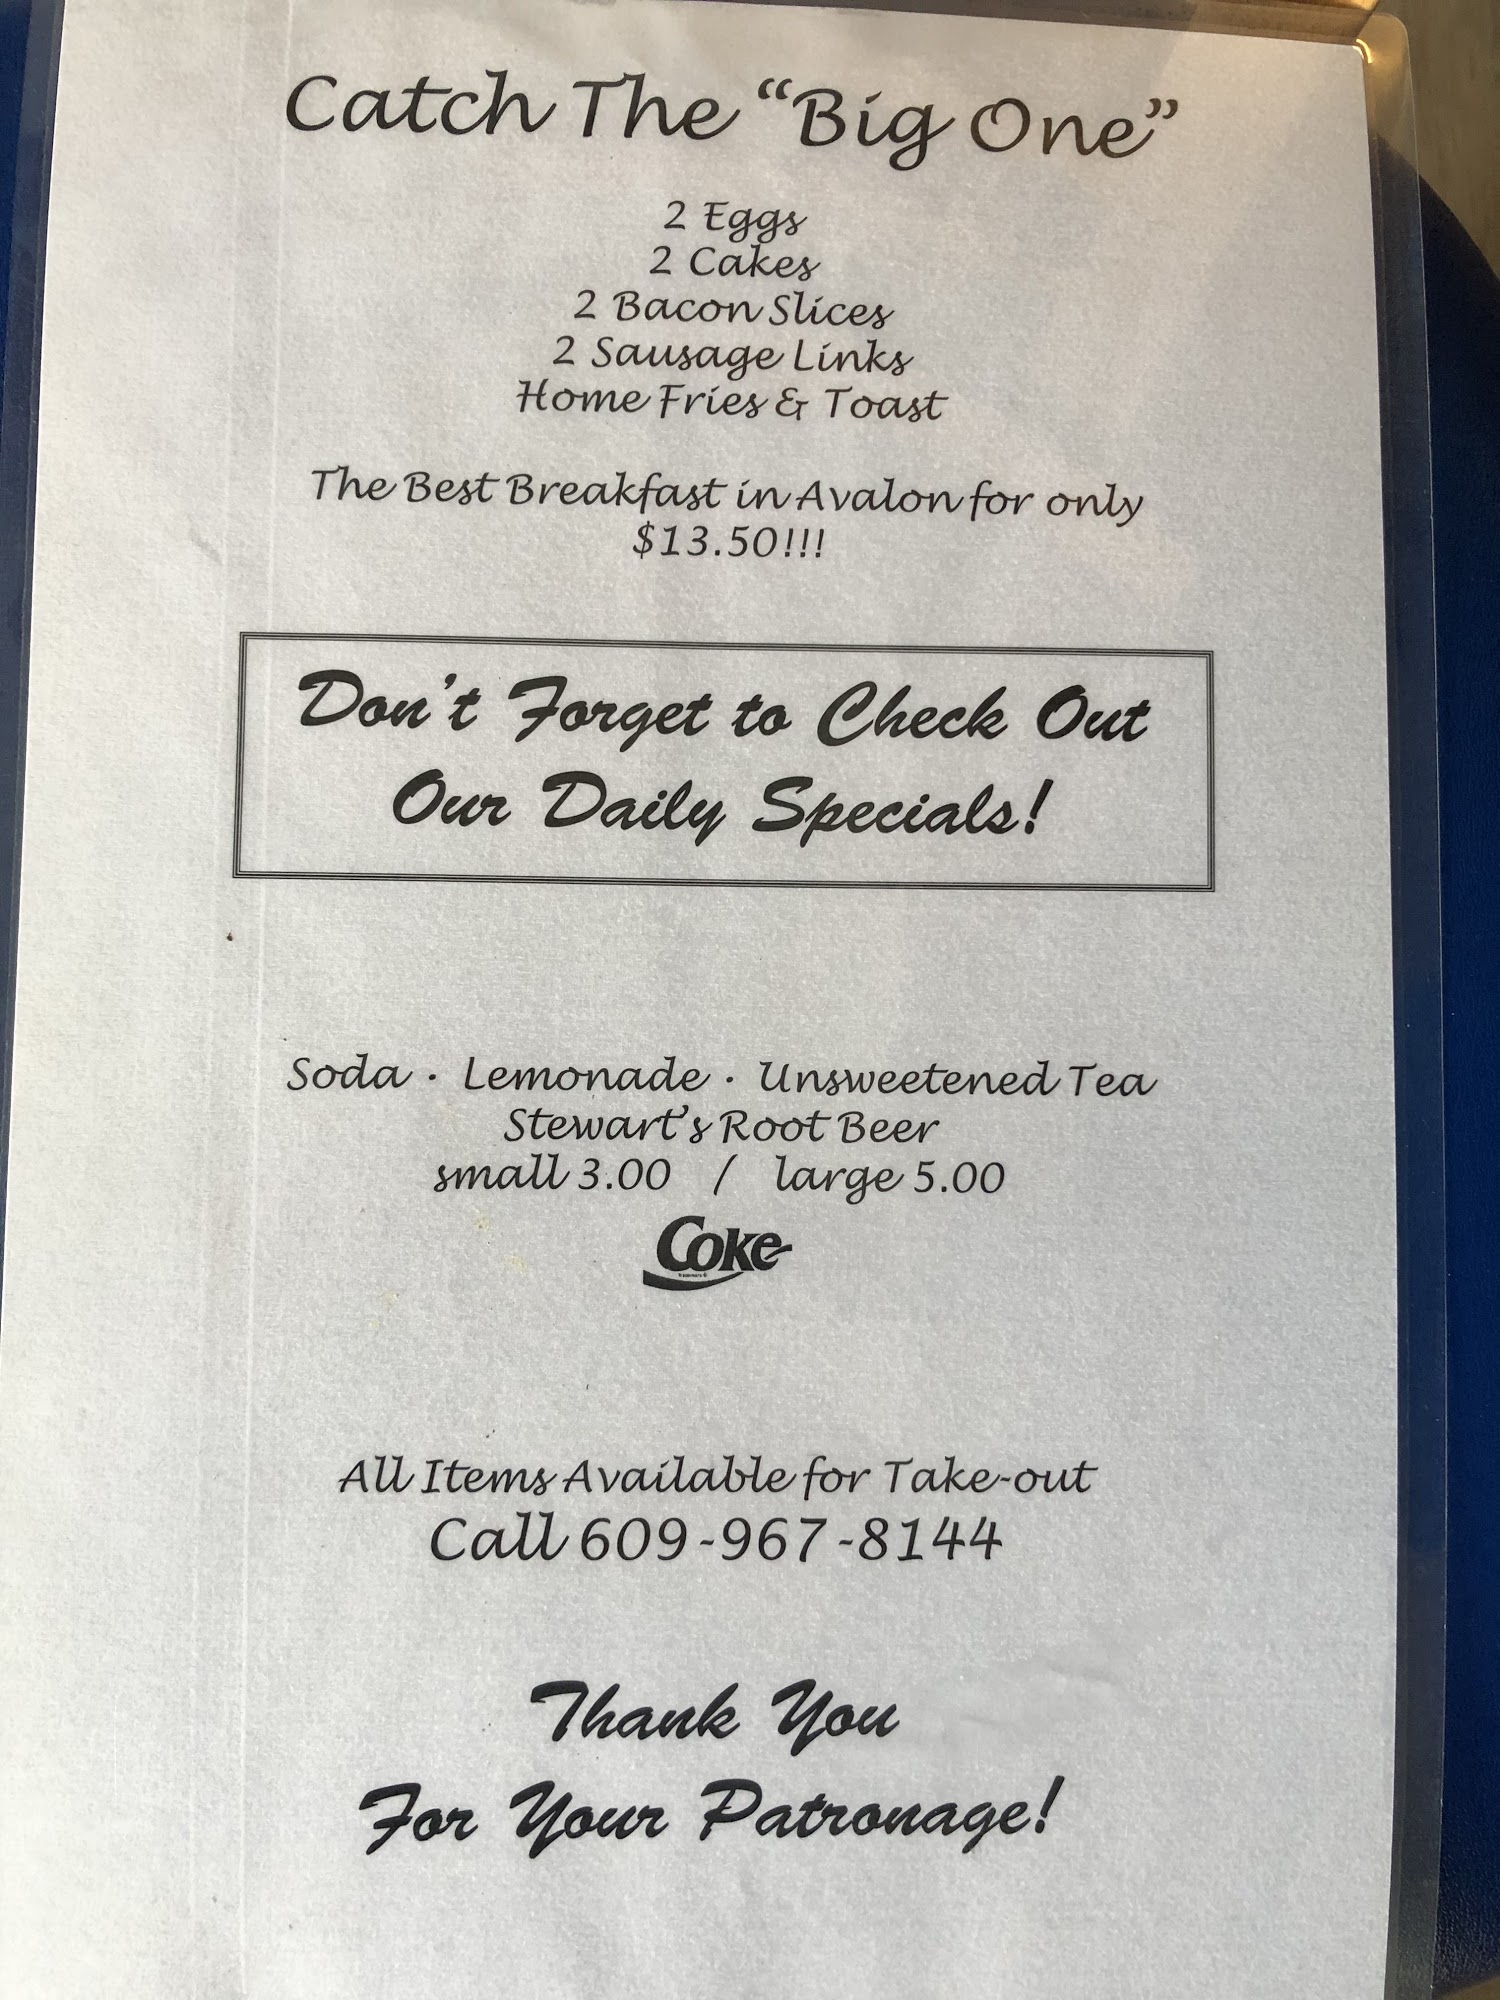 Catch The “Big One”
2 Eggs
2 Cakes
2 Bacon Slices
2 Sausage Links
Home Fries & Toast
The Best Breakfast in Avalon for only
$13.50!!!
Don't Forget to Check Out
Our Daily Specials!
Soda · Lemonade · Unsweetened Tea
Stewart's Root Beer
small 3.00 / large 5.00
Coke
All Items Available for Take-out
Call 609-967-8144
Thank You
For Your Patronage!